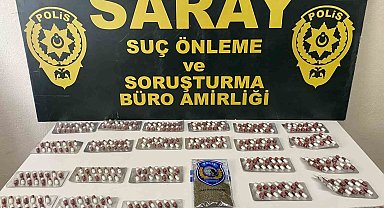 SARAY
POLİS
POLİS
SUÇ ÖNLEME
ve
SORUŞTURMA
BÜRO AMİRLİĞİ